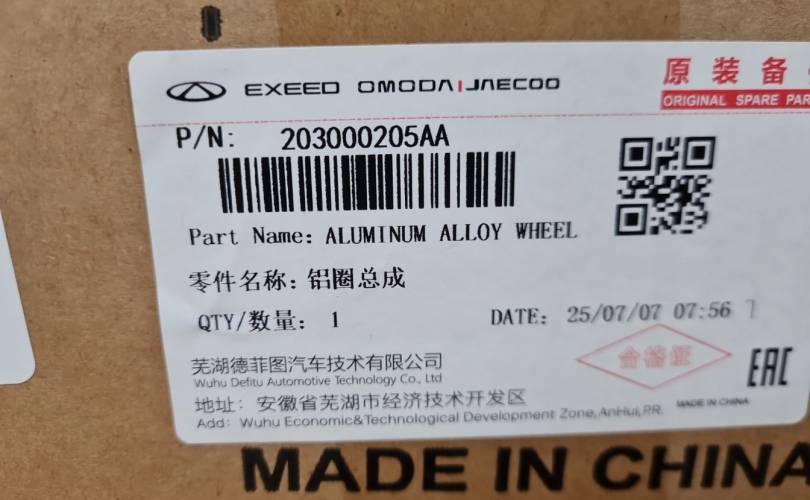 EXEED OMODA|JAECOO
原装备
ORIGINAL SPARE PAR
P/N: 203000205AA
Part Name: ALUMINUM ALLOY WHEEL
零件名称: 铝圈总成
QTY/数量: 1 DATE: 25/07/07 07:56
芜湖德菲图汽车技术有限公司
Wuhu Defitu Automotive Technology Co., Ltd
合格证
EAC
地址: 安徽省芜湖市经济技术开发区
MADE IN CHINA
Add: Wuhu Economic&Technological Development Zone, AnHui, PR.
MADE IN CHINA